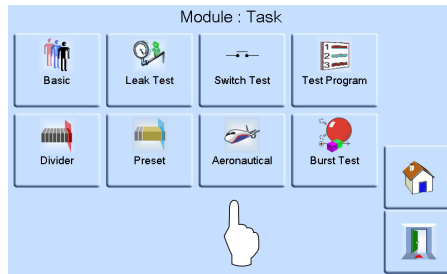 Module : Task
Basic
Leak Test
Switch Test
Test Program
Divider
Preset
Aeronautical
Burst Test